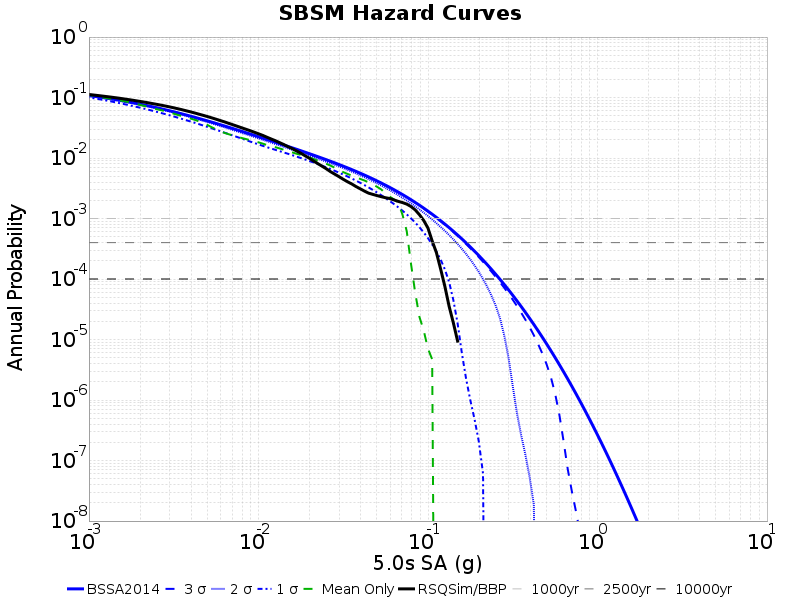 SBSM Hazard Curves
10^0
10^-1
10^-2
10^-3
10^-4
10^-5
10^-6
10^-7
10^-8
Annual Probability
10^-3 10^-2 10^-1 10^0 10^1
5.0s SA (g)
BSSA2014 3 σ 2 σ 1 σ Mean Only RSQSim/BBP 1000yr 2500yr 10000yr